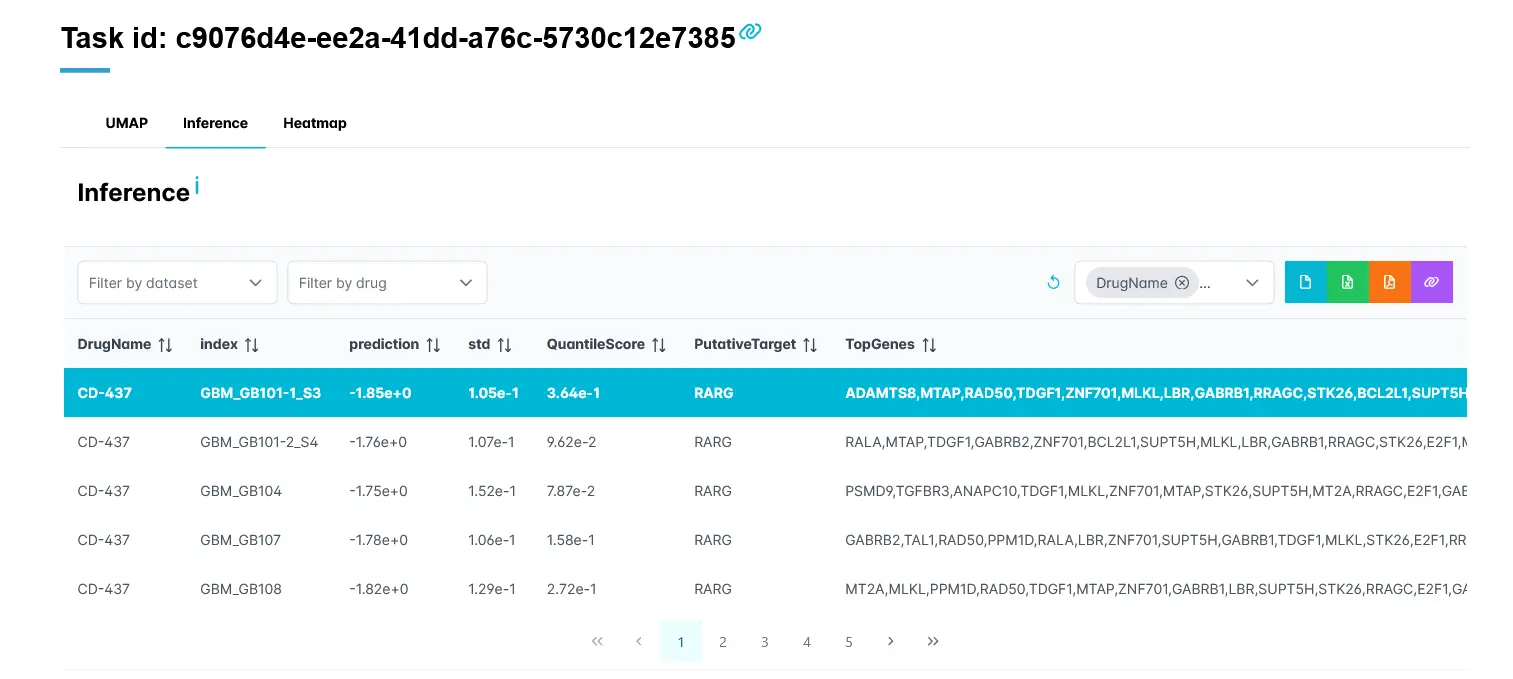 Task id: c9076d4e-ee2a-41dd-a76c-5730c12e7385
UMAP Inference Heatmap
Inference i
Filter by dataset Filter by drug DrugName ...
DrugName index prediction std QuantileScore PutativeTarget TopGenes
CD-437 GBM_GB101-1_S3 -1.85e+0 1.05e-1 3.64e-1 RARG ADAMTS8,MTAP,RAD50,TDGF1,ZNF701,MLKL,LBR,GABRB1,RRAGC,STK26,BCL2L1,SUPT5H
CD-437 GBM_GB101-2_S4 -1.76e+0 1.07e-1 9.62e-2 RARG RALA,MTAP,TDGF1,GABRB2,ZNF701,BCL2L1,SUPT5H,MLKL,LBR,GABRB1,RRAGC,STK26,E2F1,M
CD-437 GBM_GB104 -1.75e+0 1.52e-1 7.87e-2 RARG PSMD9,TGFBR3,ANAPC10,TDGF1,MLKL,ZNF701,MTAP,STK26,SUPT5H,MT2A,RRAGC,E2F1,GAB
CD-437 GBM_GB107 -1.78e+0 1.06e-1 1.58e-1 RARG GABRB2,TAL1,RAD50,PPM1D,RALA,LBR,ZNF701,SUPT5H,GABRB1,TDGF1,MLKL,STK26,E2F1,RR
CD-437 GBM_GB108 -1.82e+0 1.29e-1 2.72e-1 RARG MT2A,MLKL,PPM1D,RAD50,TDGF1,MTAP,ZNF701,GABRB1,LBR,SUPT5H,STK26,RRAGC,E2F1,GA
« ‹ 1 2 3 4 5 › »